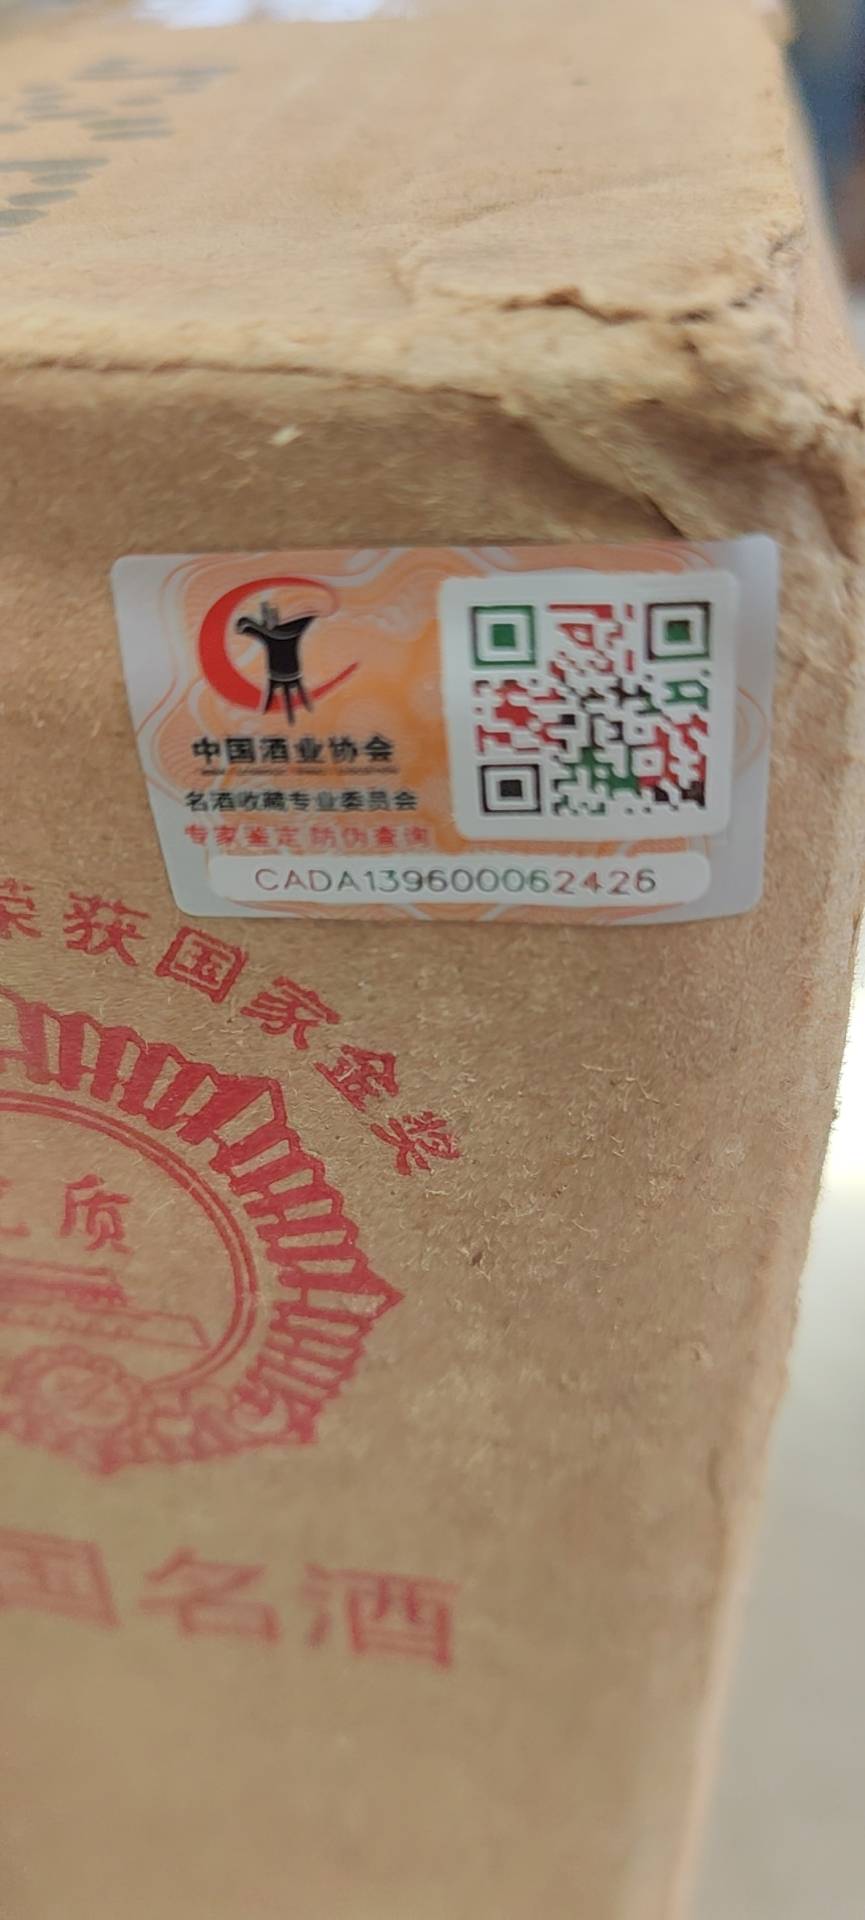 中国酒业协会
名酒收藏专业委员会
专家鉴定 防伪查询
CADA1396000062426
荣获国家金奖
质
国名酒